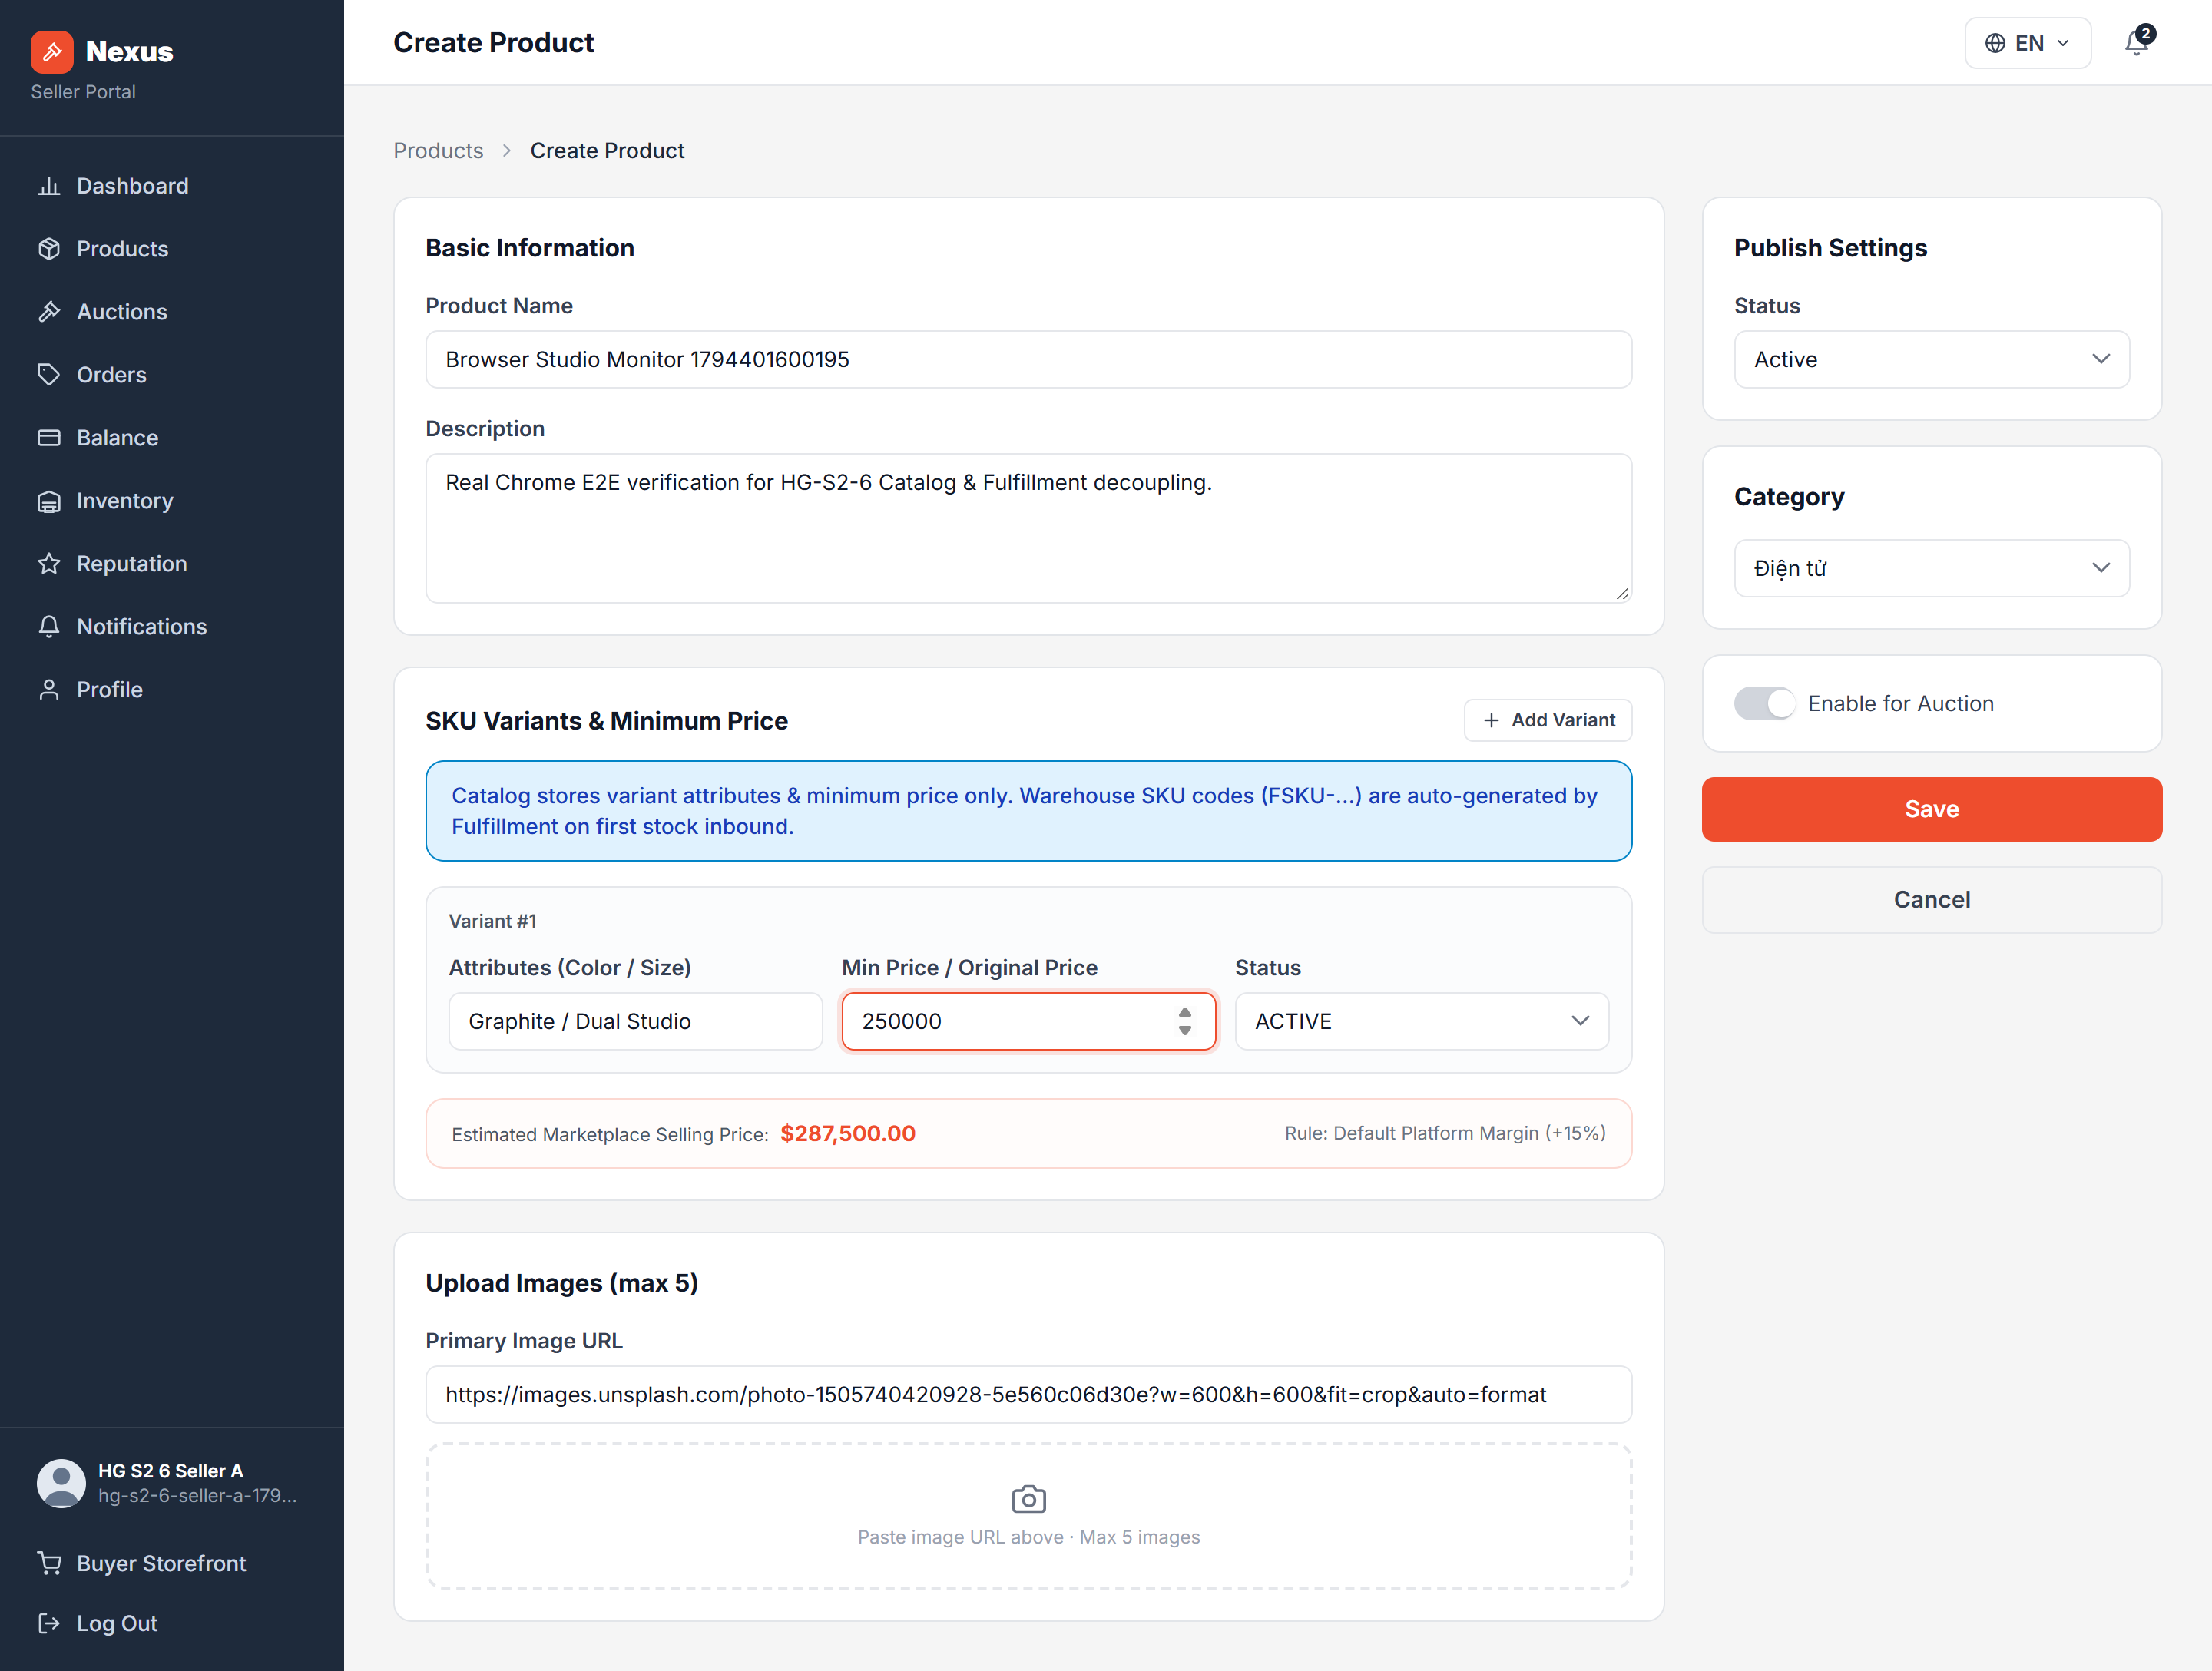 Nexus
Seller Portal
Dashboard
Products
Auctions
Orders
Balance
Inventory
Reputation
Notifications
Profile
HG S2 6 Seller A
hg-s2-6-seller-a-179...
Buyer Storefront
Log Out
Create Product
EN
2
Products > Create Product
Basic Information
Product Name
Browser Studio Monitor 1794401600195
Description
Real Chrome E2E verification for HG-S2-6 Catalog & Fulfillment decoupling.
SKU Variants & Minimum Price
+ Add Variant
Catalog stores variant attributes & minimum price only. Warehouse SKU codes (FSKU-...) are auto-generated by
Fulfillment on first stock inbound.
Variant #1
Attributes (Color / Size)
Graphite / Dual Studio
Min Price / Original Price
250000
Status
ACTIVE
Estimated Marketplace Selling Price: $287,500.00
Rule: Default Platform Margin (+15%)
Upload Images (max 5)
Primary Image URL
https://images.unsplash.com/photo-1505740420928-5e560c06d30e?w=600&h=600&fit=crop&auto=format
Paste image URL above · Max 5 images
Publish Settings
Status
Active
Category
Điện tử
Enable for Auction
Save
Cancel